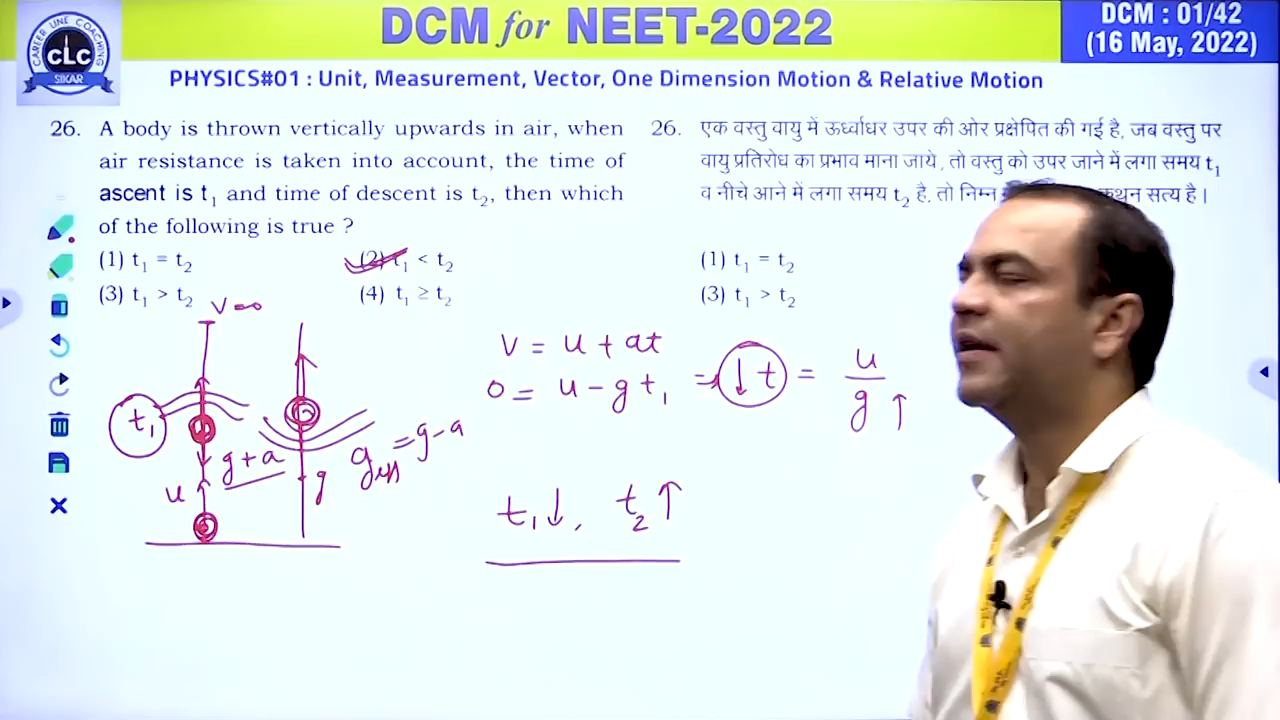 CAREER LINE COACHING
CLC
SIKAR
DCM for NEET-2022
DCM : 01/42
(16 May, 2022)
PHYSICS#01 : Unit, Measurement, Vector, One Dimension Motion & Relative Motion
26. A body is thrown vertically upwards in air, when
air resistance is taken into account, the time of
ascent is t₁ and time of descent is t₂, then which
of the following is true ?
(1) t₁ = t₂ (2) t₁ < t₂
(3) t₁ > t₂ (4) t₁ ≥ t₂
26. एक वस्तु वायु में ऊर्ध्वाधर उपर की ओर प्रक्षेपित की गई है, जब वस्तु पर
वायु प्रतिरोध का प्रभाव माना जाये, तो वस्तु को उपर जाने में लगा समय t₁
व नीचे आने में लगा समय t₂ है, तो निम्न कथन सत्य है।
(1) t₁ = t₂
(3) t₁ > t₂
V=0
t₁
g+a
u
g
g_eff = g-a
V = u + at
0 = u - g t₁ ⇒ ↓ t = u/g ↑
t₁ ↓, t₂ ↑